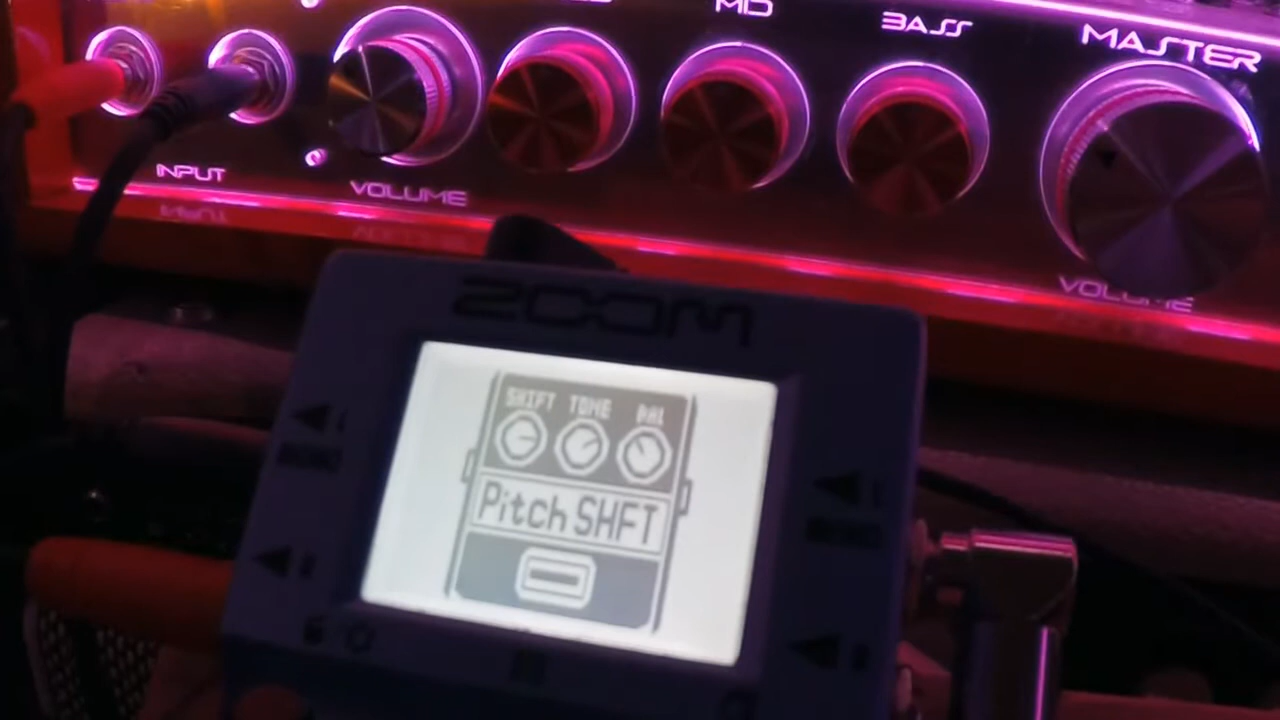 MID
BASS
MASTER
INPUT
VOLUME
VOLUME
ZOOM
SHIFT TONE BAL
Pitch SHFT